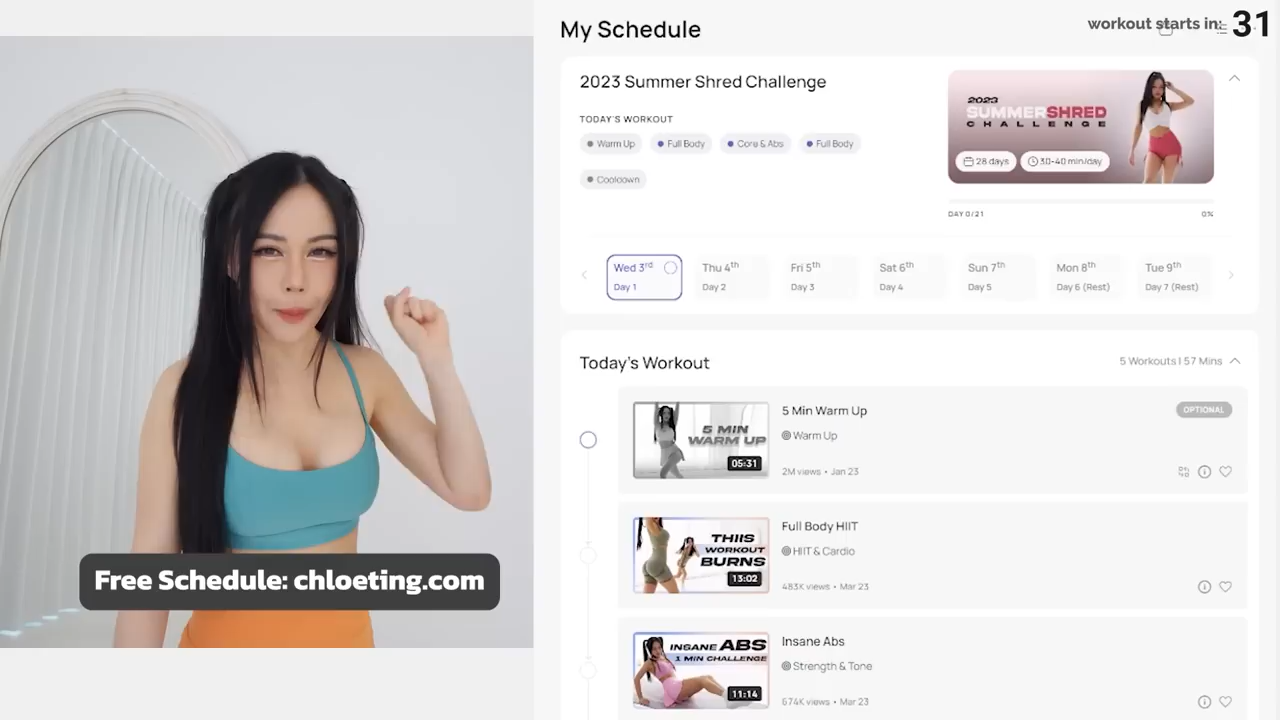 My Schedule
workout starts in: 31
2023 Summer Shred Challenge
TODAY'S WORKOUT
Warm Up
Full Body
Core & Abs
Full Body
Cooldown
2023
SUMMERSHRED
CHALLENGE
28 days
30-40 min/day
DAY 0/21
0%
Wed 3rd
Day 1
Thu 4th
Day 2
Fri 5th
Day 3
Sat 6th
Day 4
Sun 7th
Day 5
Mon 8th
Day 6 (Rest)
Tue 9th
Day 7 (Rest)
Today's Workout
5 Workouts | 57 Mins
5 MIN
WARM UP
05:31
5 Min Warm Up
OPTIONAL
Warm Up
2M views • Jan 23
THIIS
WORKOUT
BURNS
13:02
Full Body HIIT
HIIT & Cardio
483K views • Mar 23
INSANE ABS
1 MIN CHALLENGE
11:14
Insane Abs
Strength & Tone
674K views • Mar 23
Free Schedule: chloeting.com